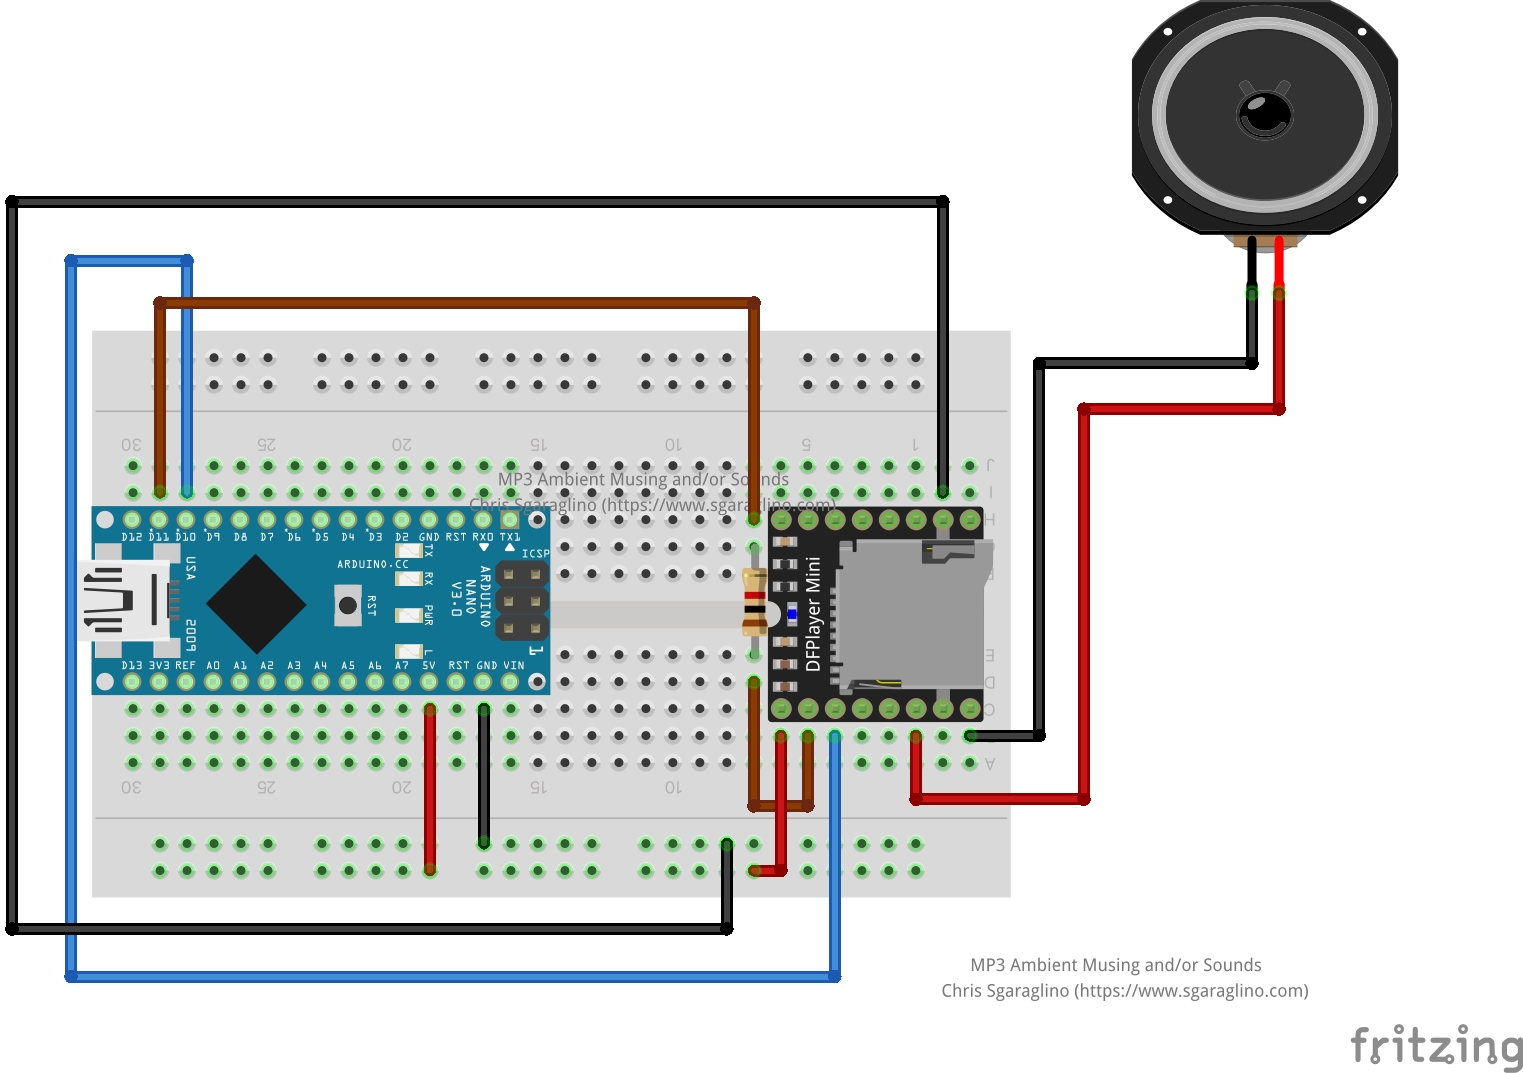 30 25 20 15 10 5 1
J
I
MP3 Ambient Musing and/or Sounds
Chris Sgaraglino (https://www.sgaraglino.com)
H
D12 D11 D10 D9 D8 D7 D6 D5 D4 D3 D2 GND RST RX0 TX1
TX
ICSP
ARDUINO.CC
USA
RX
RST
ARDUINO
NANO
V3.0
PWR
2009
L
1
DFPlayer Mini
E
D13 3V3 REF A0 A1 A2 A3 A4 A5 A6 A7 5V RST GND VIN
D
C
A
30 25 20 15 10
MP3 Ambient Musing and/or Sounds
Chris Sgaraglino (https://www.sgaraglino.com)
fritzing